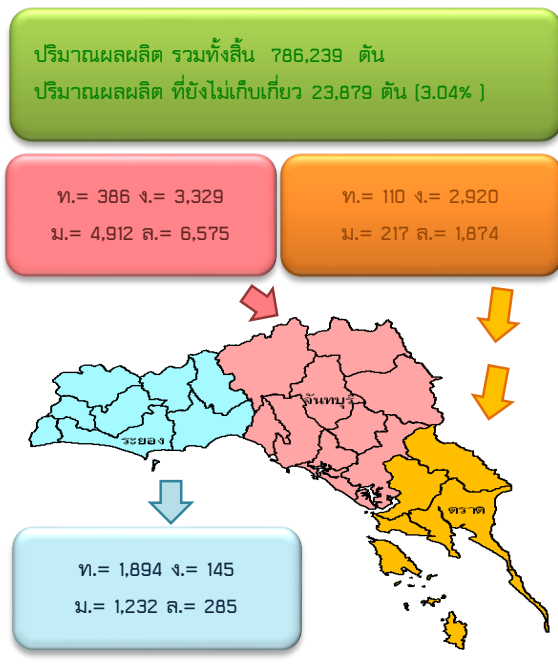 ปริมาณผลผลิต รวมทั้งสิ้น 786,239 ตัน
ปริมาณผลผลิต ที่ยังไม่เก็บเกี่ยว 23,879 ตัน (3.04% )
ท.= 386 ง.= 3,329
ม.= 4,912 ล.= 6,575
ท.= 110 ง.= 2,920
ม.= 217 ล.= 1,874
จันทบุรี
ระยอง
ตราด
ท.= 1,894 ง.= 145
ม.= 1,232 ล.= 285